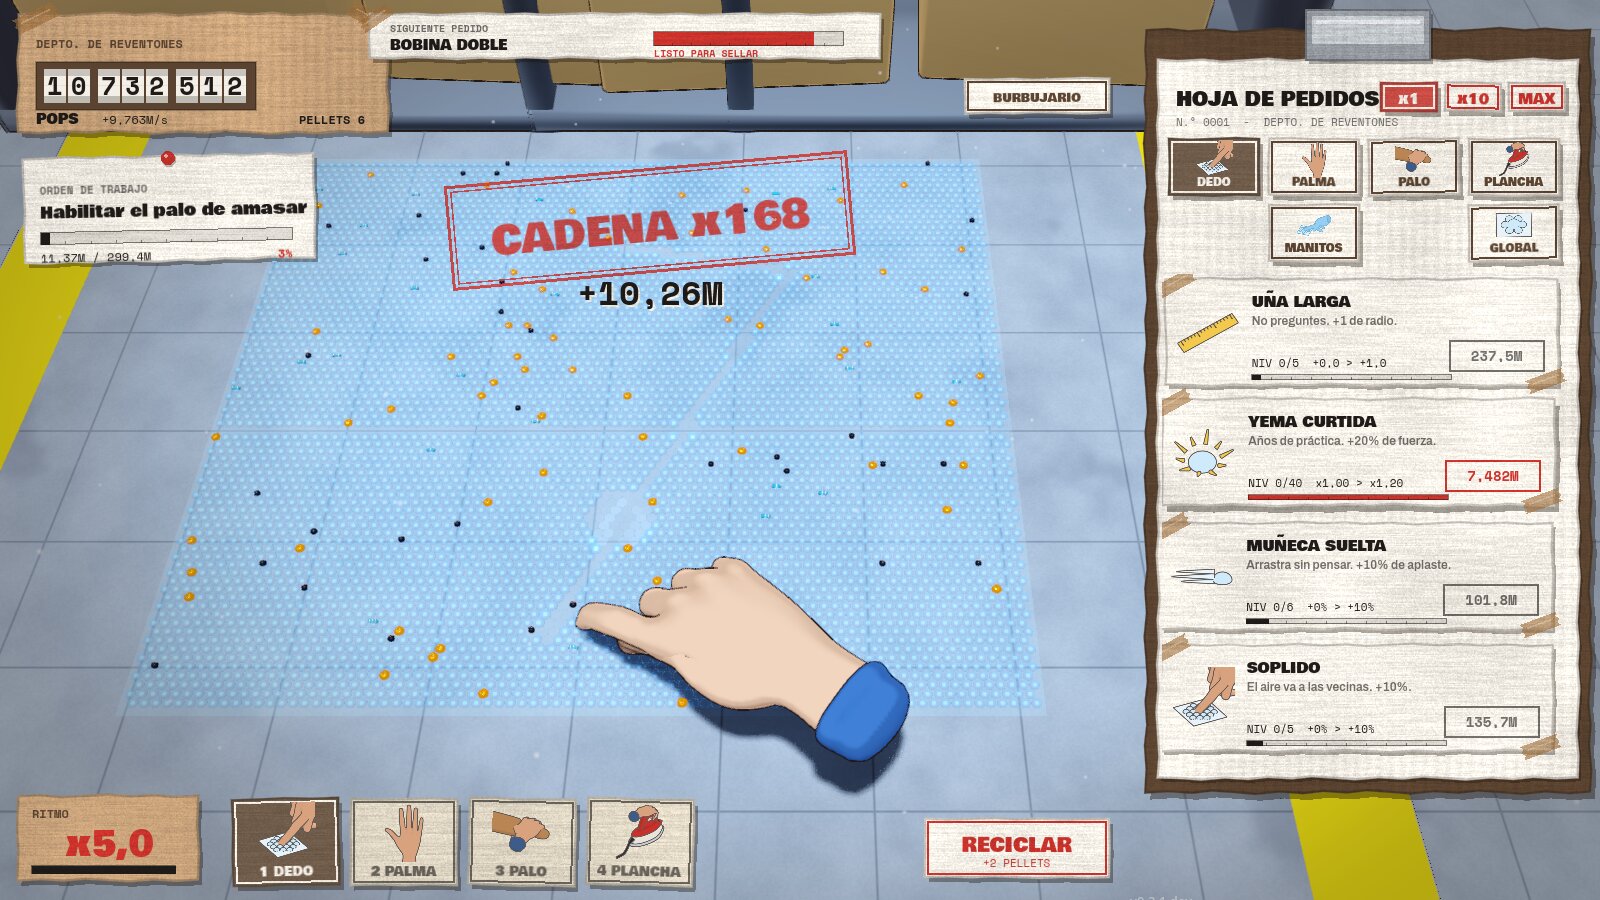 DEPTO. DE REVENTONES
10 732 512
POPS +9,763M/s PELLETS 6
SIGUIENTE PEDIDO
BOBINA DOBLE
LISTO PARA SELLAR
BURBUJARIO
ORDEN DE TRABAJO
Habilitar el palo de amasar
11,37M / 299,4M 3%
CADENA x168
+10,26M
HOJA DE PEDIDOS x1 x10 MAX
N.° 0001 - DEPTO. DE REVENTONES
DEDO PALMA PALO PLANCHA
MANITOS GLOBAL
UÑA LARGA
No preguntes. +1 de radio.
237,5M
NIV 0/5 +0,0 > +1,0
YEMA CURTIDA
Años de práctica. +20% de fuerza.
7,482M
NIV 0/40 x1,00 > x1,20
MUÑECA SUELTA
Arrastra sin pensar. +10% de aplaste.
101,8M
NIV 0/6 +0% > +10%
SOPLIDO
El aire va a las vecinas. +10%.
135,7M
NIV 0/5 +0% > +10%
RITMO
x5,0
1 DEDO 2 PALMA 3 PALO 4 PLANCHA
RECICLAR
+2 PELLETS